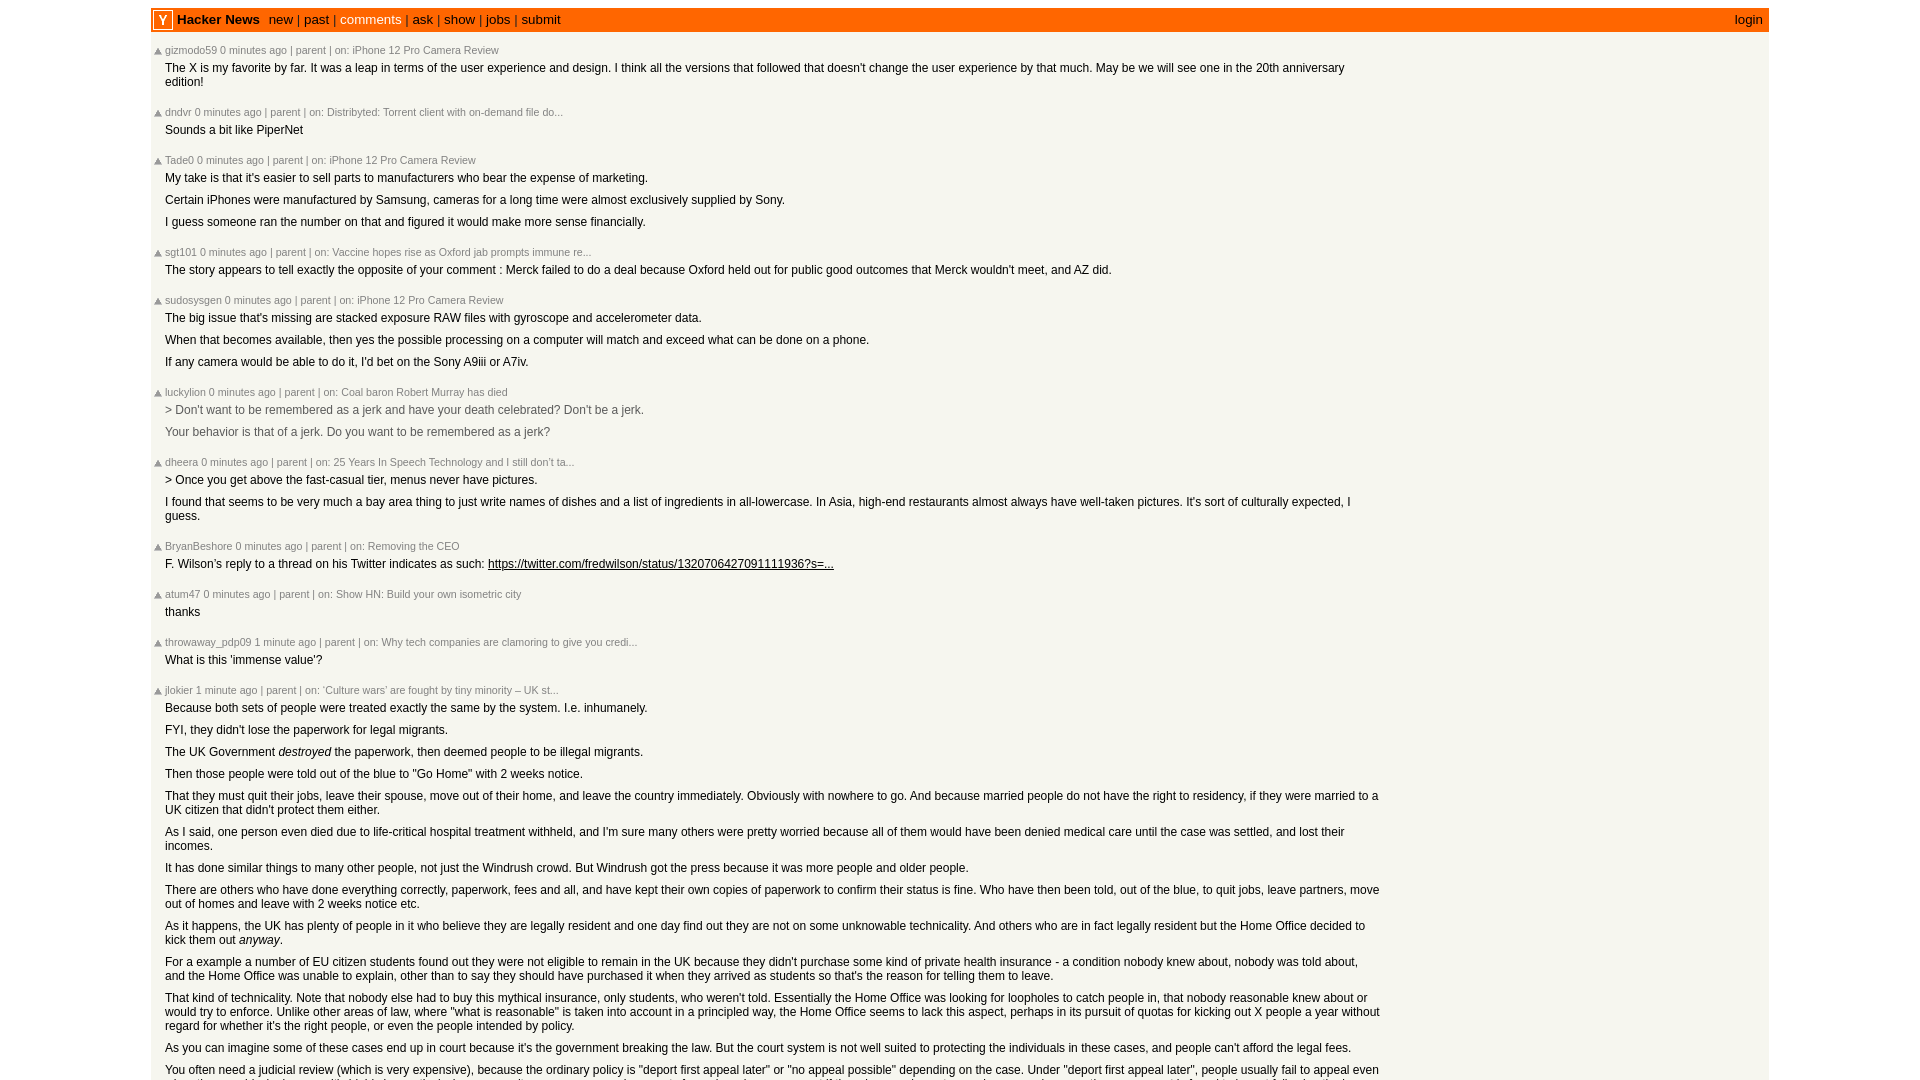 Y Hacker News new | past | comments | ask | show | jobs | submit login
gizmodo59 0 minutes ago | parent | on: iPhone 12 Pro Camera Review
The X is my favorite by far. It was a leap in terms of the user experience and design. I think all the versions that followed that doesn't change the user experience by that much. May be we will see one in the 20th anniversary
edition!
dndvr 0 minutes ago | parent | on: Distribyted: Torrent client with on-demand file do...
Sounds a bit like PiperNet
Tade0 0 minutes ago | parent | on: iPhone 12 Pro Camera Review
My take is that it's easier to sell parts to manufacturers who bear the expense of marketing.
Certain iPhones were manufactured by Samsung, cameras for a long time were almost exclusively supplied by Sony.
I guess someone ran the number on that and figured it would make more sense financially.
sgt101 0 minutes ago | parent | on: Vaccine hopes rise as Oxford jab prompts immune re...
The story appears to tell exactly the opposite of your comment : Merck failed to do a deal because Oxford held out for public good outcomes that Merck wouldn't meet, and AZ did.
sudosysgen 0 minutes ago | parent | on: iPhone 12 Pro Camera Review
The big issue that's missing are stacked exposure RAW files with gyroscope and accelerometer data.
When that becomes available, then yes the possible processing on a computer will match and exceed what can be done on a phone.
If any camera would be able to do it, I'd bet on the Sony A9iii or A7iv.
luckylion 0 minutes ago | parent | on: Coal baron Robert Murray has died
> Don't want to be remembered as a jerk and have your death celebrated? Don't be a jerk.
Your behavior is that of a jerk. Do you want to be remembered as a jerk?
dheera 0 minutes ago | parent | on: 25 Years In Speech Technology and I still don't ta...
> Once you get above the fast-casual tier, menus never have pictures.
I found that seems to be very much a bay area thing to just write names of dishes and a list of ingredients in all-lowercase. In Asia, high-end restaurants almost always have well-taken pictures. It's sort of culturally expected, I
guess.
BryanBeshore 0 minutes ago | parent | on: Removing the CEO
F. Wilson's reply to a thread on his Twitter indicates as such: https://twitter.com/fredwilson/status/1320706427091111936?s=...
atum47 0 minutes ago | parent | on: Show HN: Build your own isometric city
thanks
throwaway_pdp09 1 minute ago | parent | on: Why tech companies are clamoring to give you credi...
What is this 'immense value'?
jlokier 1 minute ago | parent | on: 'Culture wars' are fought by tiny minority – UK st...
Because both sets of people were treated exactly the same by the system. I.e. inhumanely.
FYI, they didn't lose the paperwork for legal migrants.
The UK Government destroyed the paperwork, then deemed people to be illegal migrants.
Then those people were told out of the blue to "Go Home" with 2 weeks notice.
That they must quit their jobs, leave their spouse, move out of their home, and leave the country immediately. Obviously with nowhere to go. And because married people do not have the right to residency, if they were married to a
UK citizen that didn't protect them either.
As I said, one person even died due to life-critical hospital treatment withheld, and I'm sure many others were pretty worried because all of them would have been denied medical care until the case was settled, and lost their
incomes.
It has done similar things to many other people, not just the Windrush crowd. But Windrush got the press because it was more people and older people.
There are others who have done everything correctly, paperwork, fees and all, and have kept their own copies of paperwork to confirm their status is fine. Who have then been told, out of the blue, to quit jobs, leave partners, move
out of homes and leave with 2 weeks notice etc.
As it happens, the UK has plenty of people in it who believe they are legally resident and one day find out they are not on some unknowable technicality. And others who are in fact legally resident but the Home Office decided to
kick them out anyway.
For a example a number of EU citizen students found out they were not eligible to remain in the UK because they didn't purchase some kind of private health insurance - a condition nobody knew about, nobody was told about,
and the Home Office was unable to explain, other than to say they should have purchased it when they arrived as students so that's the reason for telling them to leave.
That kind of technicality. Note that nobody else had to buy this mythical insurance, only students, who weren't told. Essentially the Home Office was looking for loopholes to catch people in, that nobody reasonable knew about or
would try to enforce. Unlike other areas of law, where "what is reasonable" is taken into account in a principled way, the Home Office seems to lack this aspect, perhaps in its pursuit of quotas for kicking out X people a year without
regard for whether it's the right people, or even the people intended by policy.
As you can imagine some of these cases end up in court because it's the government breaking the law. But the court system is not well suited to protecting the individuals in these cases, and people can't afford the legal fees.
You often need a judicial review (which is very expensive), because the ordinary policy is "deport first appeal later" or "no appeal possible" depending on the case. Under "deport first appeal later", people usually fail to appeal even